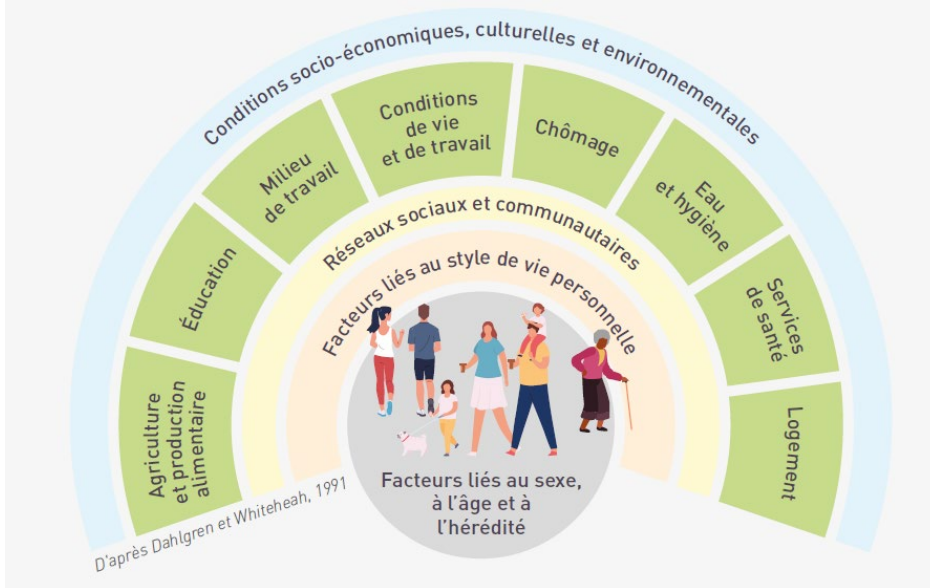 Conditions socio-économiques, culturelles et environnementales
Agriculture
et production
alimentaire
Éducation
Milieu
de travail
Conditions
de vie
et de travail
Chômage
Eau
et hygiène
Services
de santé
Logement
Réseaux sociaux et communautaires
Facteurs liés au style de vie personnelle
Facteurs liés au sexe,
à l'âge et à
l'hérédité
D'après Dahlgren et Whiteheah, 1991